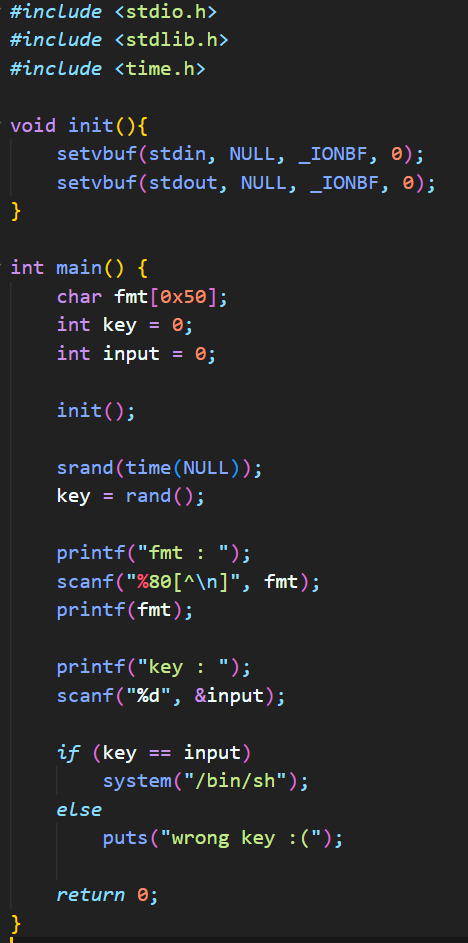 #include <stdio.h>
#include <stdlib.h>
#include <time.h>
void init(){
setvbuf(stdin, NULL, _IONBF, 0);
setvbuf(stdout, NULL, _IONBF, 0);
}
int main() {
char fmt[0x50];
int key = 0;
int input = 0;
init();
srand(time(NULL));
key = rand();
printf("fmt : ");
scanf("%80[^\n]", fmt);
printf(fmt);
printf("key : ");
scanf("%d", &input);
if (key == input)
system("/bin/sh");
else
puts("wrong key :(");
return 0;
}